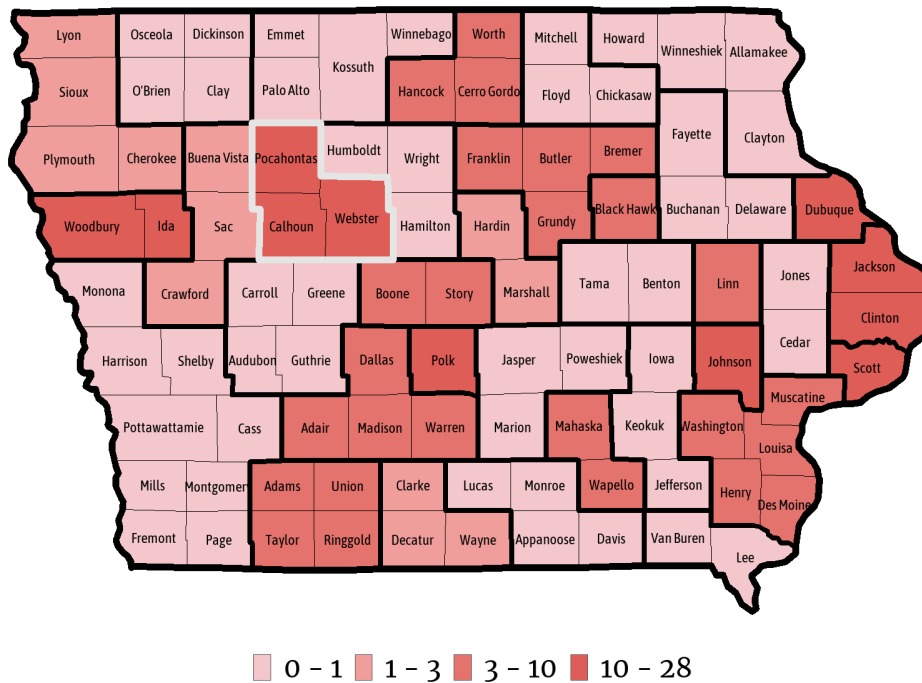 Lyon Osceola Dickinson Emmet Winnebago Worth Mitchell Howard Winneshiek Allamakee
Kossuth
Sioux O'Brien Clay Palo Alto Hancock Cerro Gordo Floyd Chickasaw
Fayette Clayton
Plymouth Cherokee Buena Vista Pocahontas Humboldt Wright Franklin Butler Bremer
Woodbury Ida Sac Calhoun Webster Hamilton Hardin Grundy Black Hawk Buchanan Delaware Dubuque
Monona Crawford Carroll Greene Boone Story Marshall Tama Benton Linn Jones Jackson
Clinton
Harrison Shelby Audubon Guthrie Dallas Polk Jasper Poweshiek Iowa Johnson Cedar
Scott
Muscatine
Pottawattamie Cass Adair Madison Warren Marion Mahaska Keokuk Washington Louisa
Mills Montgomery Adams Union Clarke Lucas Monroe Wapello Jefferson Henry Des Moine
Fremont Page Taylor Ringgold Decatur Wayne Appanoose Davis Van Buren Lee
0 - 1 1 - 3 3 - 10 10 - 28